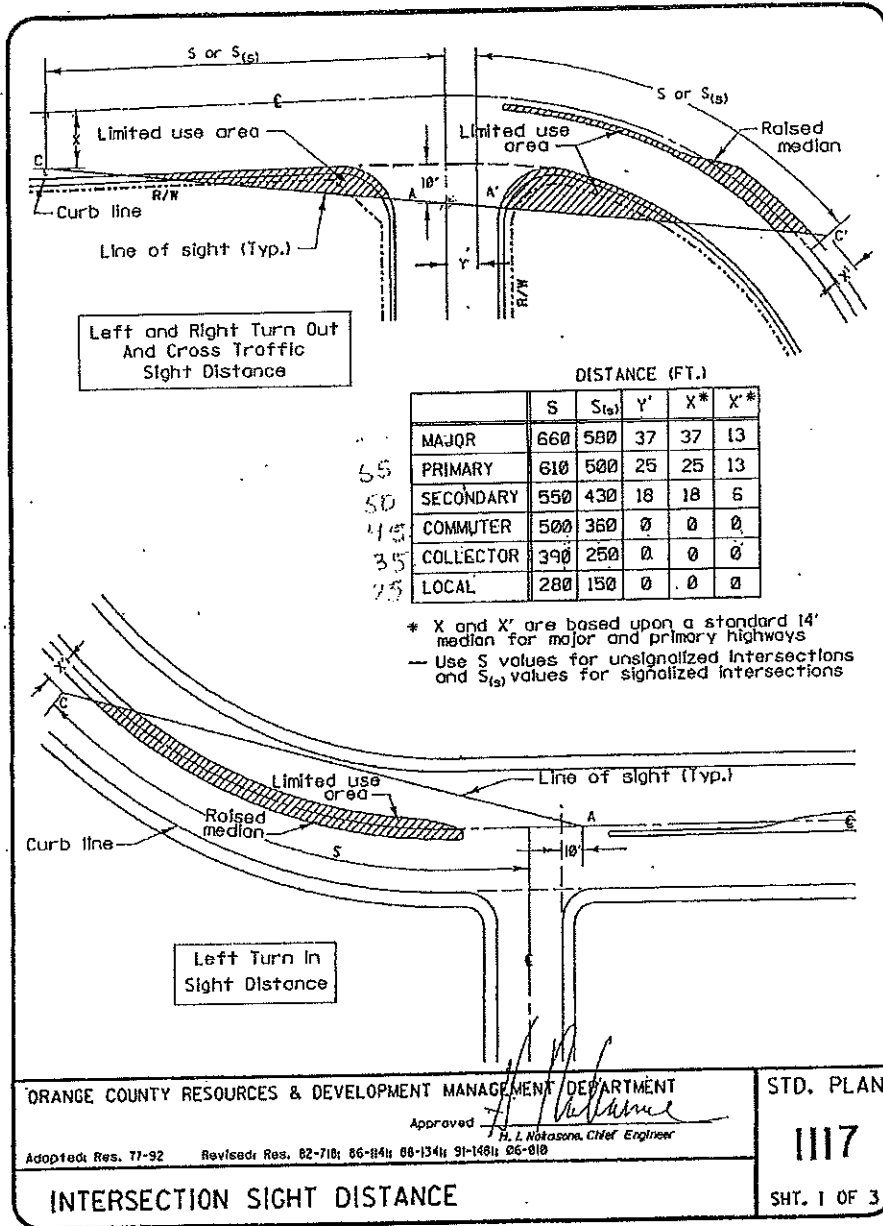 S or S(s)
S or S(s)
℄
X
Limited use area
Limited use area
Raised median
C
R/W
10'
A
A'
C'
Curb line
Line of sight (Typ.)
Y'
X'
R/W
Left and Right Turn Out
And Cross Traffic
Sight Distance
DISTANCE (FT.)
S S(s) Y' X* X'*
MAJOR 660 580 37 37 13
55 PRIMARY 610 500 25 25 13
50 SECONDARY 550 430 18 18 6
45 COMMUTER 500 360 0 0 0
35 COLLECTOR 390 250 0 0 0
25 LOCAL 280 150 0 0 0
* X and X' are based upon a standard 14'
median for major and primary highways
— Use S values for unsignalized intersections
and S(s) values for signalized intersections
X'
C
Limited use area
Line of sight (Typ.)
Raised median
A
℄
Curb line
S
10'
℄
Left Turn In
Sight Distance
ORANGE COUNTY RESOURCES & DEVELOPMENT MANAGEMENT DEPARTMENT
Approved
H. I. Nakasone, Chief Engineer
Adopted: Res. 77-92 Revised: Res. 82-718; 86-1141; 88-1341; 91-1481; 06-010
STD. PLAN
1117
INTERSECTION SIGHT DISTANCE
SHT. 1 OF 3